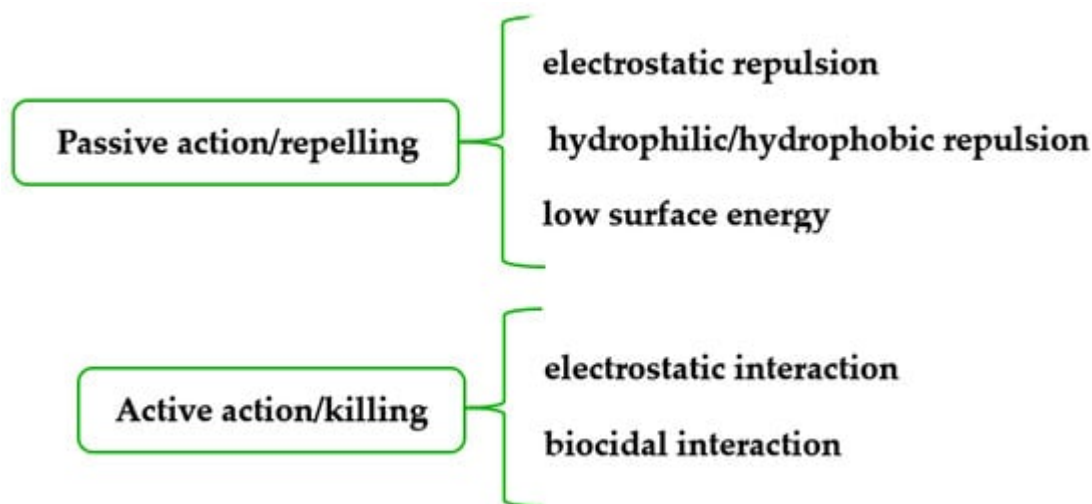 Passive action/repelling
electrostatic repulsion
hydrophilic/hydrophobic repulsion
low surface energy
Active action/killing
electrostatic interaction
biocidal interaction